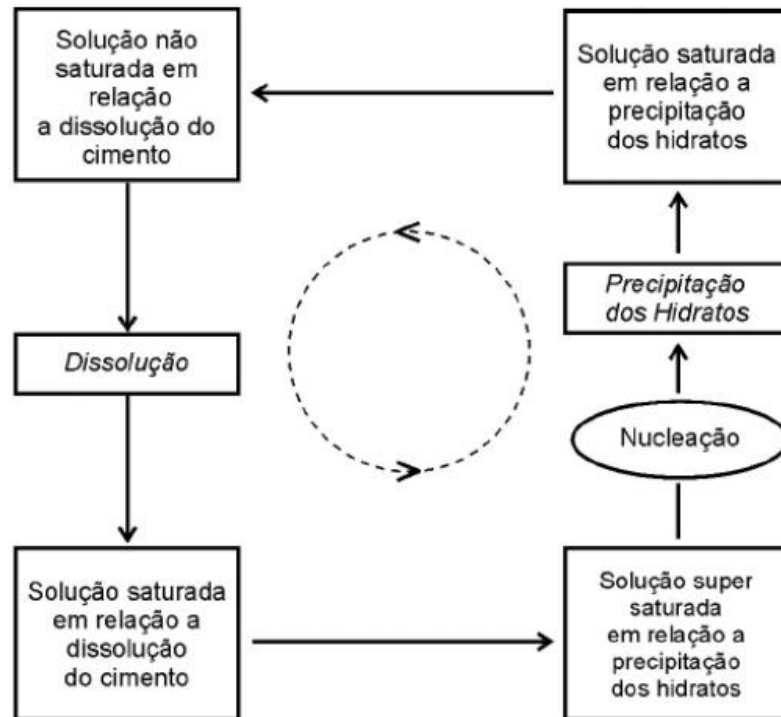 Solução não
saturada em
relação
a dissolução do
cimento
Solução saturada
em relação a
precipitação
dos hidratos
Precipitação
dos Hidratos
Dissolução
Nucleação
Solução saturada
em relação a
dissolução
do cimento
Solução super
saturada
em relação a
precipitação
dos hidratos